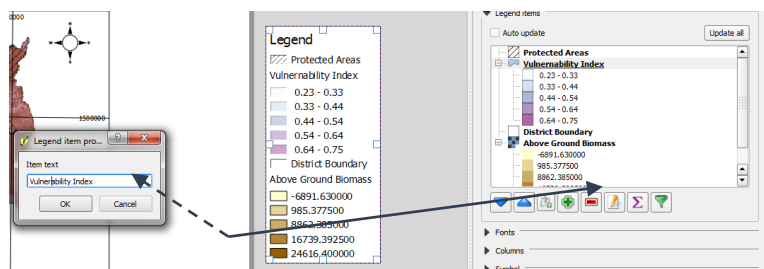 0000
1500000
Legend item pro...
Item text
Vulnerability Index
OK
Cancel
Legend
Protected Areas
Vulnernability Index
0.23 - 0.33
0.33 - 0.44
0.44 - 0.54
0.54 - 0.64
0.64 - 0.75
District Boundary
Above Ground Biomass
-6891.630000
985.377500
8862.385000
16739.392500
24616.400000
Legend items
Auto update
Update all
Protected Areas
Vulnernability Index
0.23 - 0.33
0.33 - 0.44
0.44 - 0.54
0.54 - 0.64
0.64 - 0.75
District Boundary
Above Ground Biomass
-6891.630000
985.377500
8862.385000
Fonts
Columns
Symbol